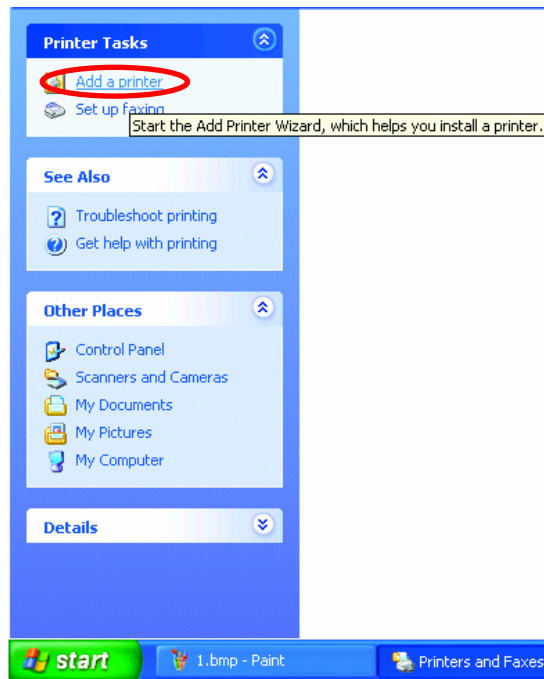 Printer Tasks
Add a printer
Set up faxing
Start the Add Printer Wizard, which helps you install a printer.
See Also
Troubleshoot printing
Get help with printing
Other Places
Control Panel
Scanners and Cameras
My Documents
My Pictures
My Computer
Details
start
1.bmp - Paint
Printers and Faxes